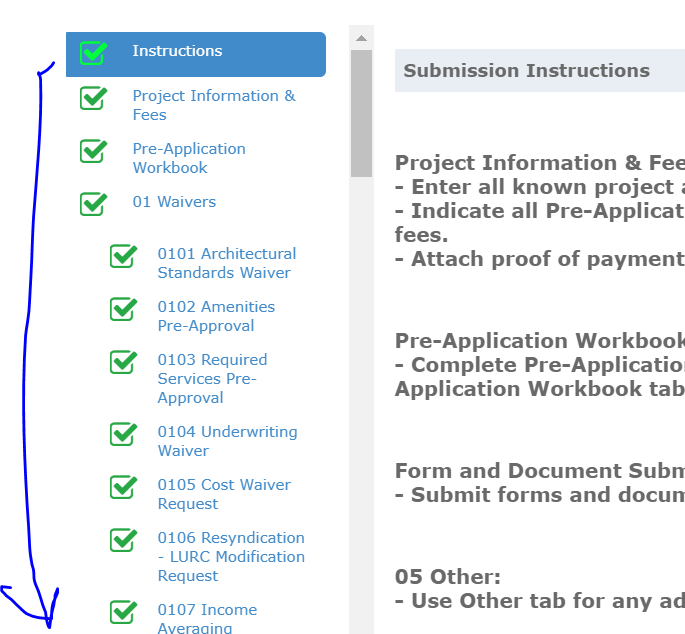 Instructions
Project Information &
Fees
Pre-Application
Workbook
01 Waivers
0101 Architectural
Standards Waiver
0102 Amenities
Pre-Approval
0103 Required
Services Pre-
Approval
0104 Underwriting
Waiver
0105 Cost Waiver
Request
0106 Resyndication
- LURC Modification
Request
0107 Income
Averaging
Submission Instructions
Project Information & Fee
- Enter all known project
- Indicate all Pre-Applicat
fees.
- Attach proof of payment
Pre-Application Workbook
- Complete Pre-Application
Application Workbook tab
Form and Document Subm
- Submit forms and docum
05 Other:
- Use Other tab for any ad